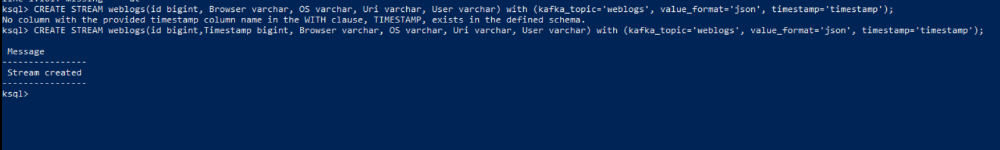 ksql> CREATE STREAM weblogs(id bigint, Browser varchar, OS varchar, Uri varchar, User varchar) with (kafka_topic='weblogs', value_format='json', timestamp='timestamp');
No column with the provided timestamp column name in the WITH clause, TIMESTAMP, exists in the defined schema.
ksql> CREATE STREAM weblogs(id bigint,Timestamp bigint, Browser varchar, OS varchar, Uri varchar, User varchar) with (kafka_topic='weblogs', value_format='json', timestamp='timestamp');
Message
----------------
Stream created
----------------
ksql>